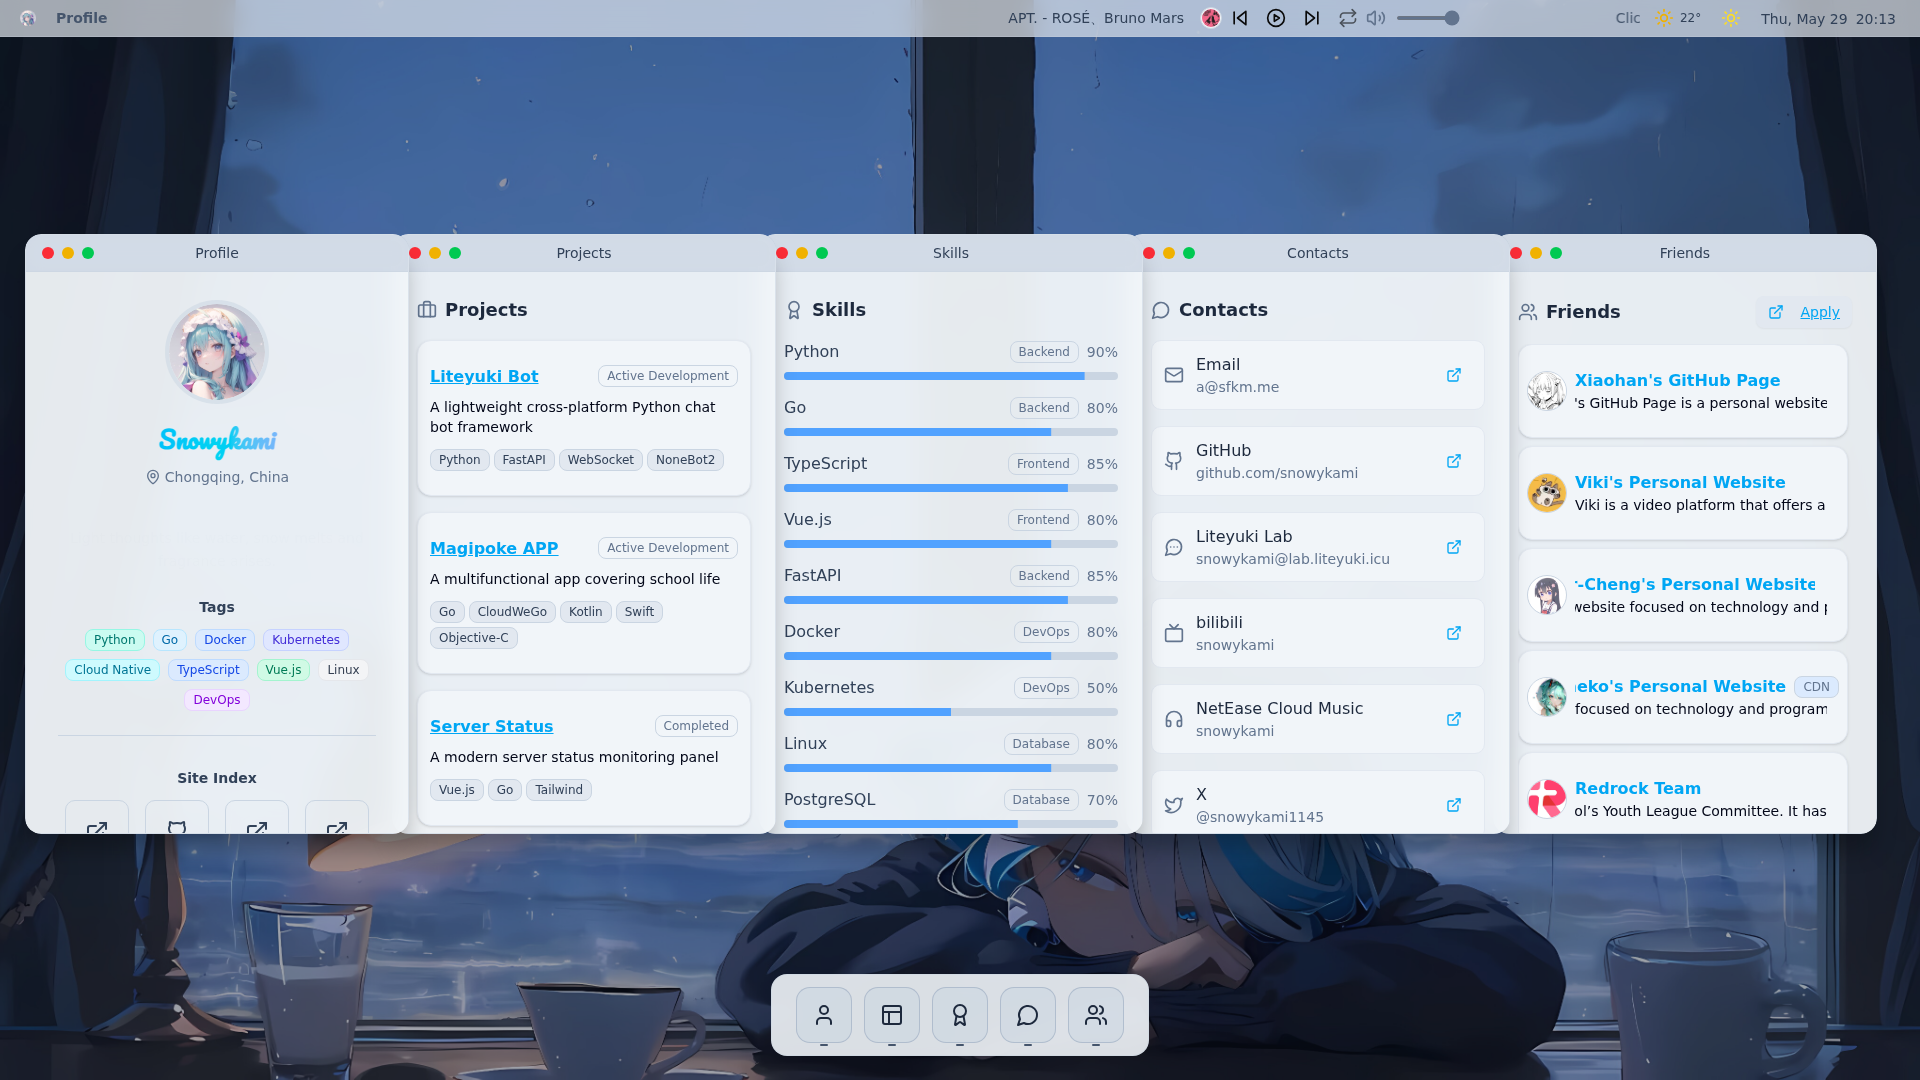 Profile
APT. - ROSÉ、Bruno Mars
Clic
22°
Thu, May 29 20:13
Profile
Snowykami
Chongqing, China
Tags
Python
Go
Docker
Kubernetes
Cloud Native
TypeScript
Vue.js
Linux
DevOps
Site Index
Projects
Projects
Liteyuki Bot
Active Development
A lightweight cross-platform Python chat
bot framework
Python
FastAPI
WebSocket
NoneBot2
Magipoke APP
Active Development
A multifunctional app covering school life
Go
CloudWeGo
Kotlin
Swift
Objective-C
Server Status
Completed
A modern server status monitoring panel
Vue.js
Go
Tailwind
Skills
Skills
Python
Backend
90%
Go
Backend
80%
TypeScript
Frontend
85%
Vue.js
Frontend
80%
FastAPI
Backend
85%
Docker
DevOps
80%
Kubernetes
DevOps
50%
Linux
Database
80%
PostgreSQL
Database
70%
Contacts
Contacts
Email
a@sfkm.me
GitHub
github.com/snowykami
Liteyuki Lab
snowykami@lab.liteyuki.icu
bilibili
snowykami
NetEase Cloud Music
snowykami
X
@snowykami1145
Friends
Friends
Apply
Xiaohan's GitHub Page
's GitHub Page is a personal website
Viki's Personal Website
Viki is a video platform that offers a
-Cheng's Personal Website
website focused on technology and
eko's Personal Website
CDN
focused on technology and program
Redrock Team
ol’s Youth League Committee. It has